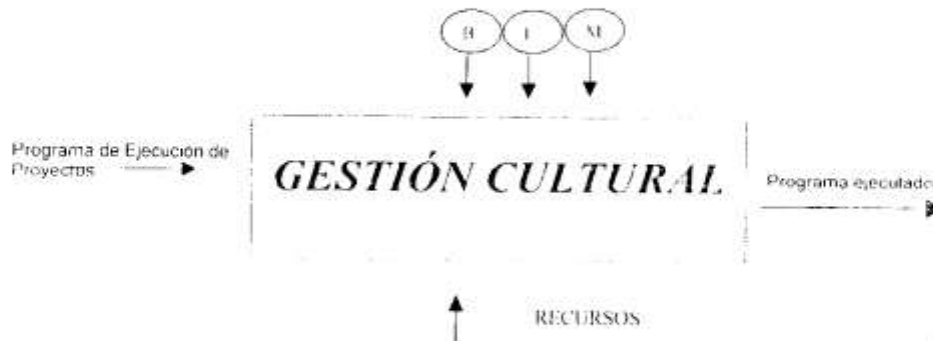 B I M
Programa de Ejecución de
Proyectos
GESTIÓN CULTURAL
Programa ejecutado
RECURSOS